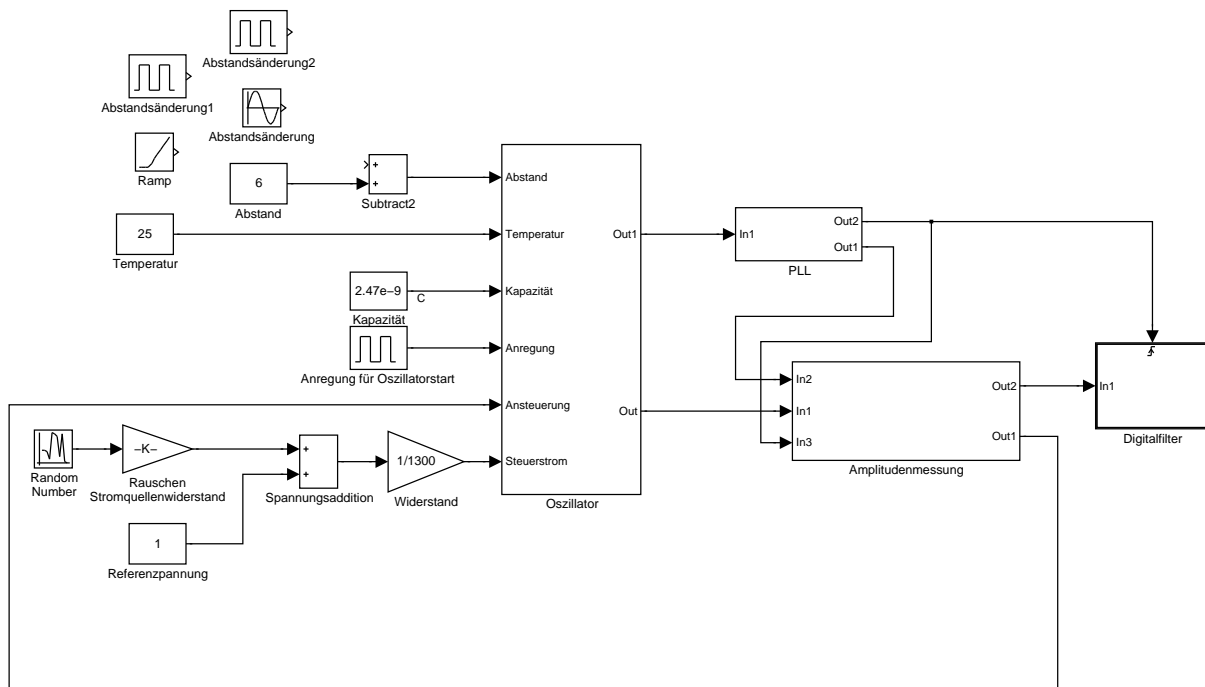 Abstandsänderung2
Abstandsänderung1
Abstandsänderung
Ramp
6
Abstand
+
+
Subtract2
25
Temperatur
2.47e−9
C
Kapazität
Anregung für Oszillatorstart
Random
Number
−K−
Rauschen
Stromquellenwiderstand
+
+
Spannungsaddition
1/1300
Widerstand
1
Referenzpannung
Abstand
Temperatur
Kapazität
Anregung
Ansteuerung
Steuerstrom
Out1
Out
Oszillator
In1
Out2
Out1
PLL
In2
In1
In3
Out2
Out1
Amplitudenmessung
In1
Digitalfilter